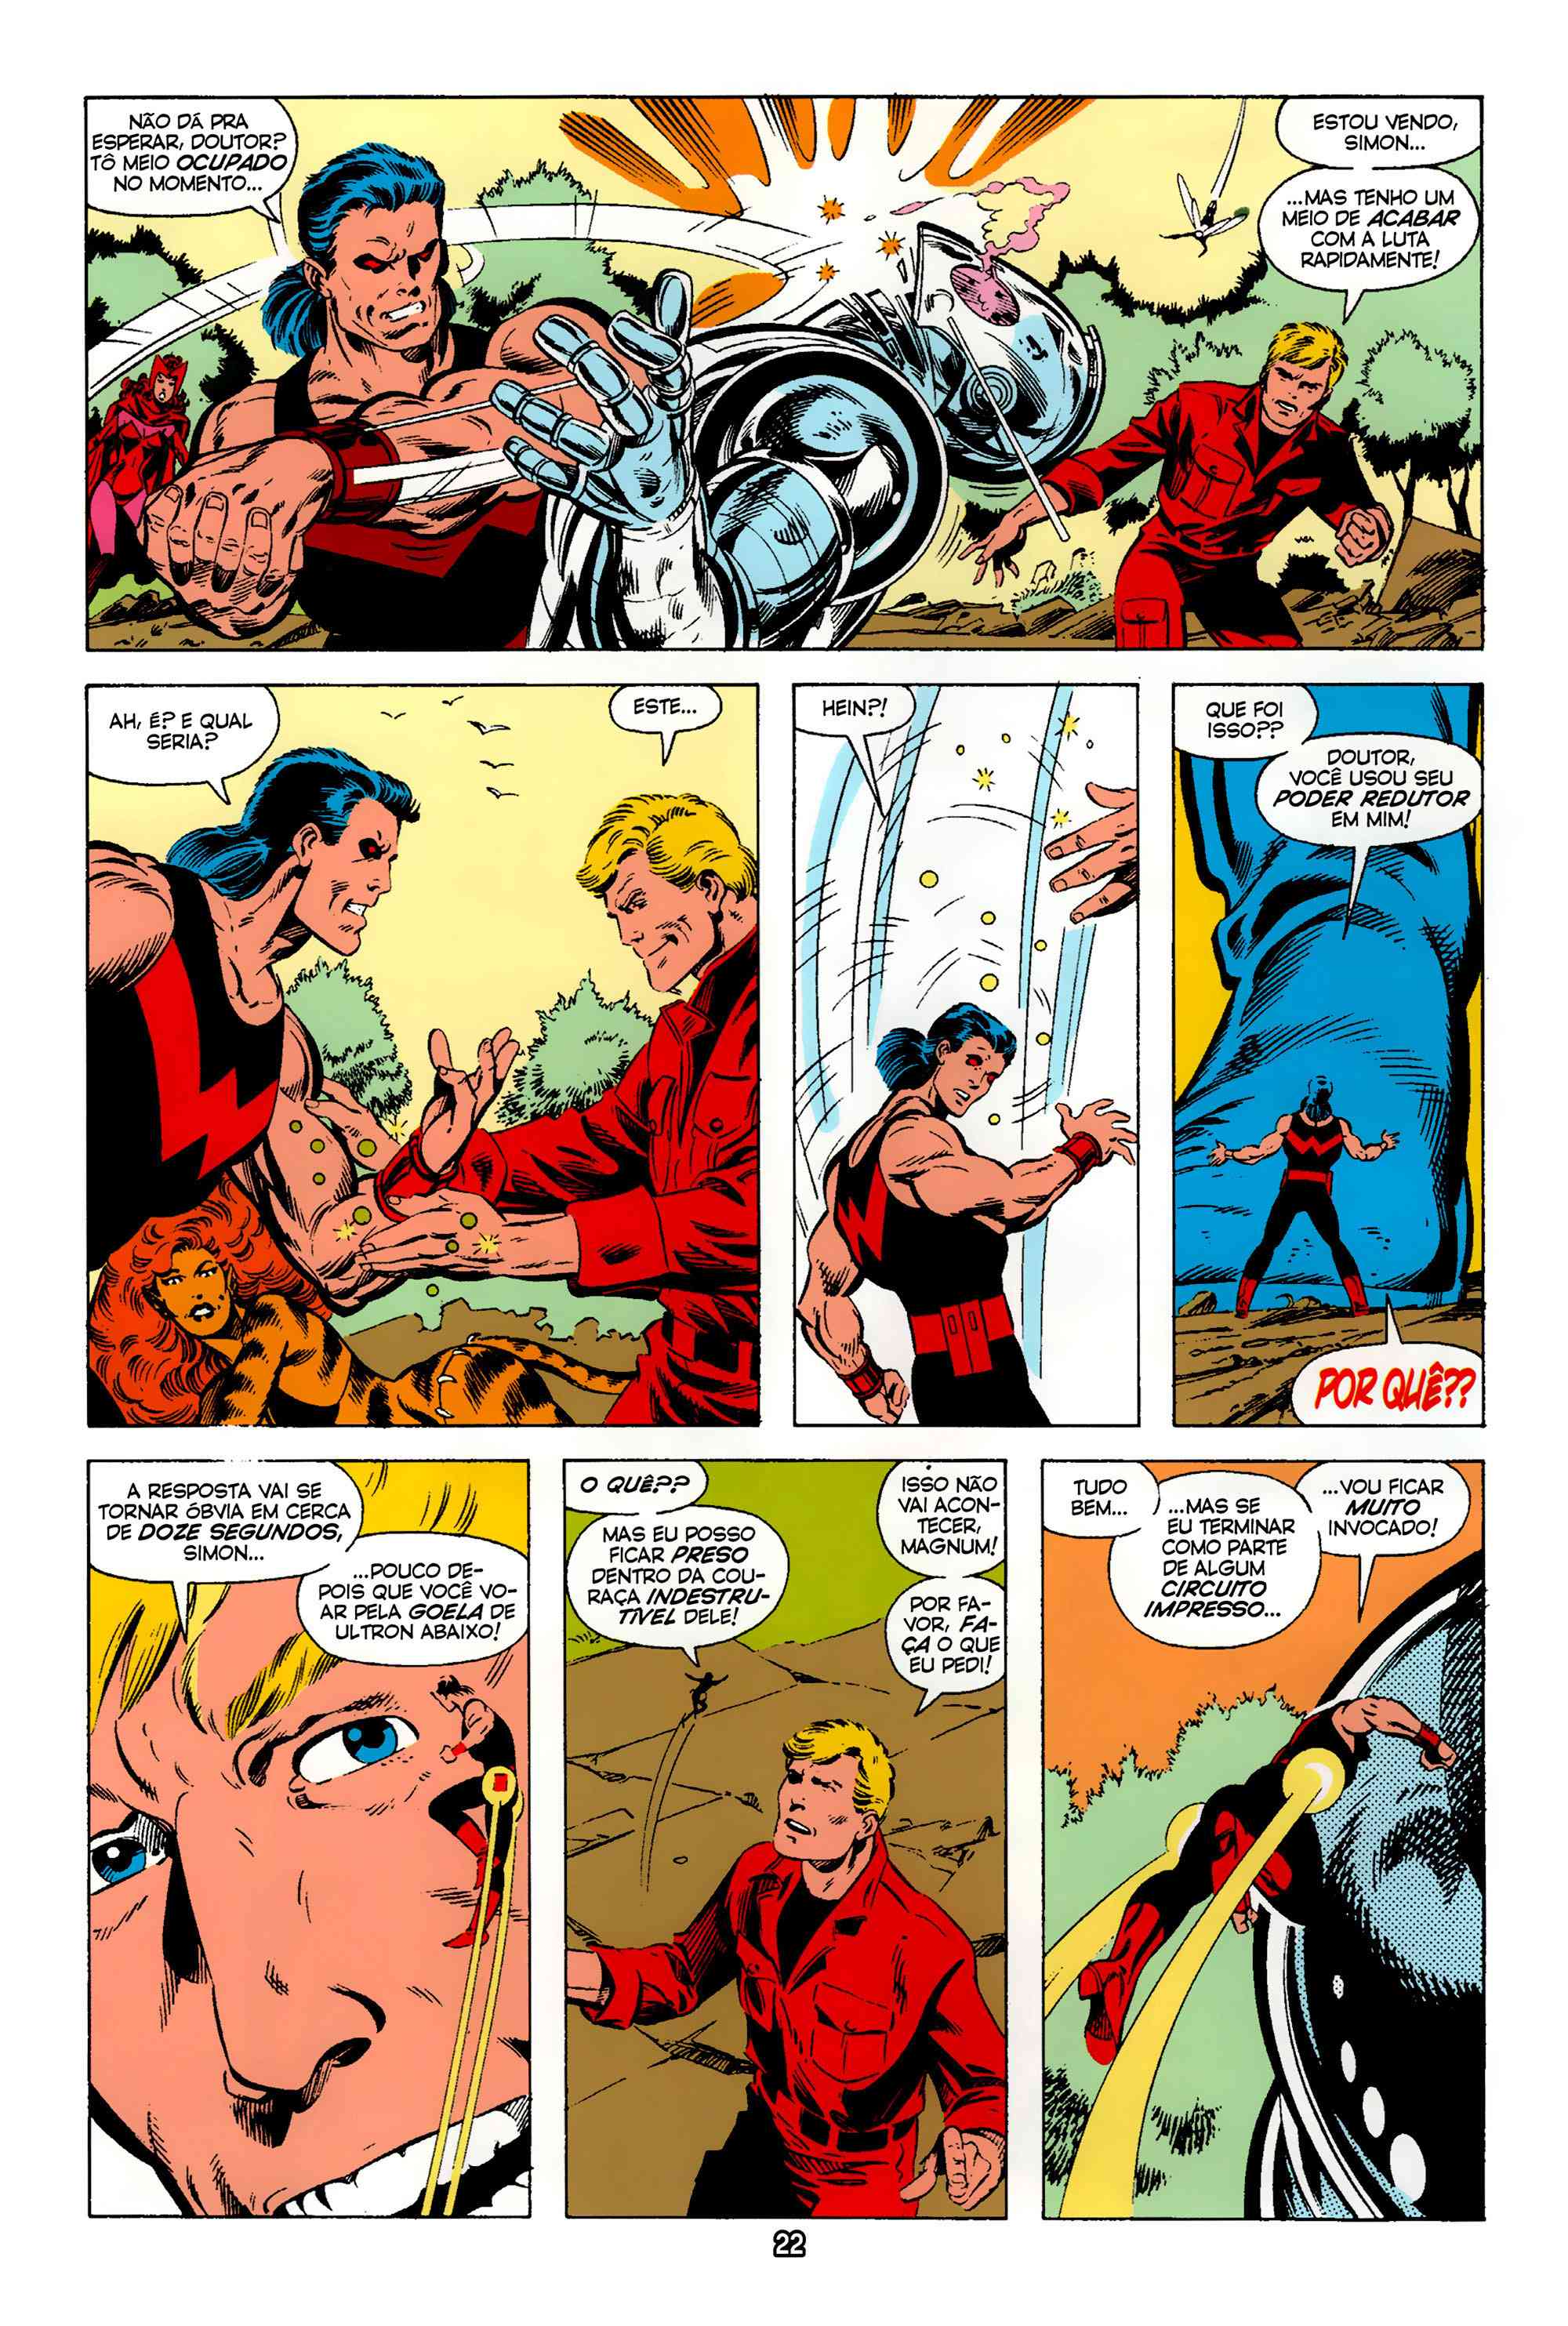 NÃO DÁ PRA
ESPERAR, DOUTOR?
TÔ MEIO OCUPADO
NO MOMENTO...
ESTOU VENDO,
SIMON...
...MAS TENHO UM
MEIO DE ACABAR
COM A LUTA
RAPIDAMENTE!
AH, É? E QUAL
SERIA?
ESTE...
HEIN?!
QUE FOI
ISSO??
DOUTOR,
VOCÊ USOU SEU
PODER REDUTOR
EM MIM!
POR QUÊ??
A RESPOSTA VAI SE
TORNAR ÓBVIA EM CERCA
DE DOZE SEGUNDOS,
SIMON...
...POUCO DE-
POIS QUE VOCÊ VO-
AR PELA GOELA DE
ULTRON ABAIXO!
O QUÊ??
MAS EU POSSO
FICAR PRESO
DENTRO DA COU-
RAÇA INDESTRU-
TÍVEL DELE!
ISSO NÃO
VAI ACON-
TECER,
MAGNUM!
POR FA-
VOR, FA-
ÇA O QUE
EU PEDI!
TUDO
BEM...
...MAS SE
EU TERMINAR
COMO PARTE
DE ALGUM
CIRCUITO
IMPRESSO...
...VOU FICAR
MUITO
INVOCADO!
22